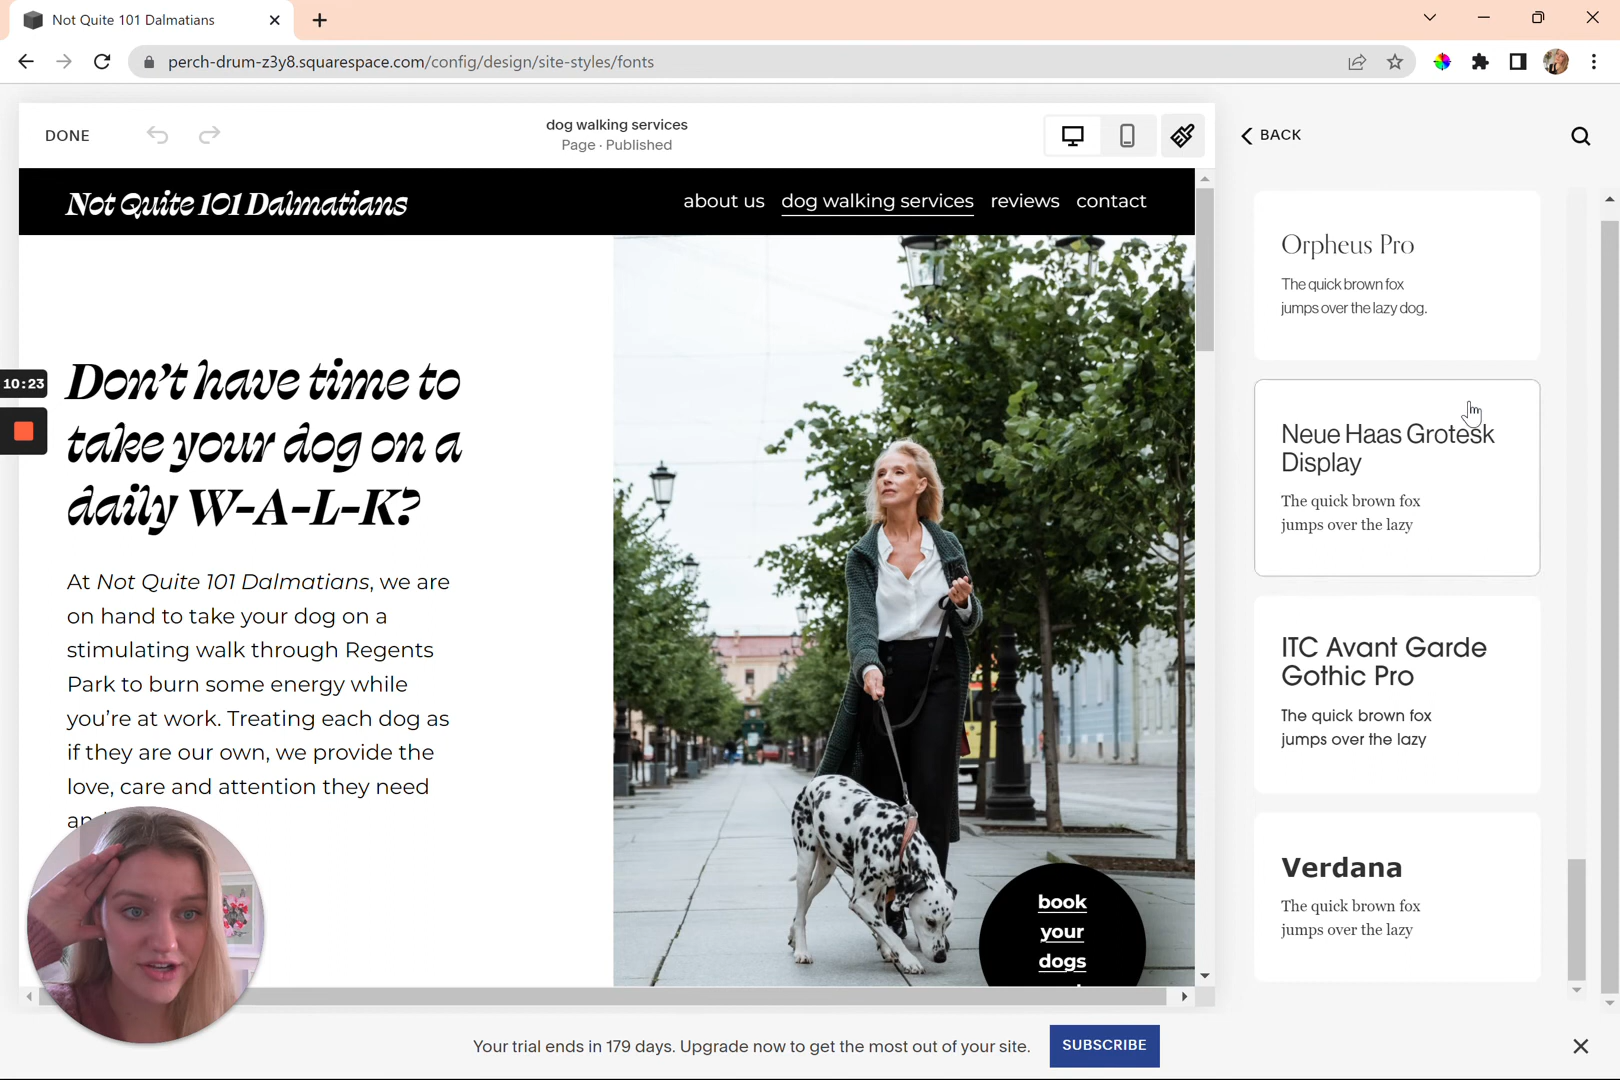 Not Quite 101 Dalmatians
perch-drum-z3y8.squarespace.com/config/design/site-styles/fonts
DONE
dog walking services
Page · Published
BACK
Not Quite 101 Dalmatians
about us dog walking services reviews contact
10:23
Don't have time to
take your dog on a
daily W-A-L-K?
At Not Quite 101 Dalmatians, we are
on hand to take your dog on a
stimulating walk through Regents
Park to burn some energy while
you're at work. Treating each dog as
if they are our own, we provide the
love, care and attention they need
book
your
dogs
Orpheus Pro
The quick brown fox
jumps over the lazy dog.
Neue Haas Grotesk
Display
The quick brown fox
jumps over the lazy
ITC Avant Garde
Gothic Pro
The quick brown fox
jumps over the lazy
Verdana
The quick brown fox
jumps over the lazy
Your trial ends in 179 days. Upgrade now to get the most out of your site.
SUBSCRIBE